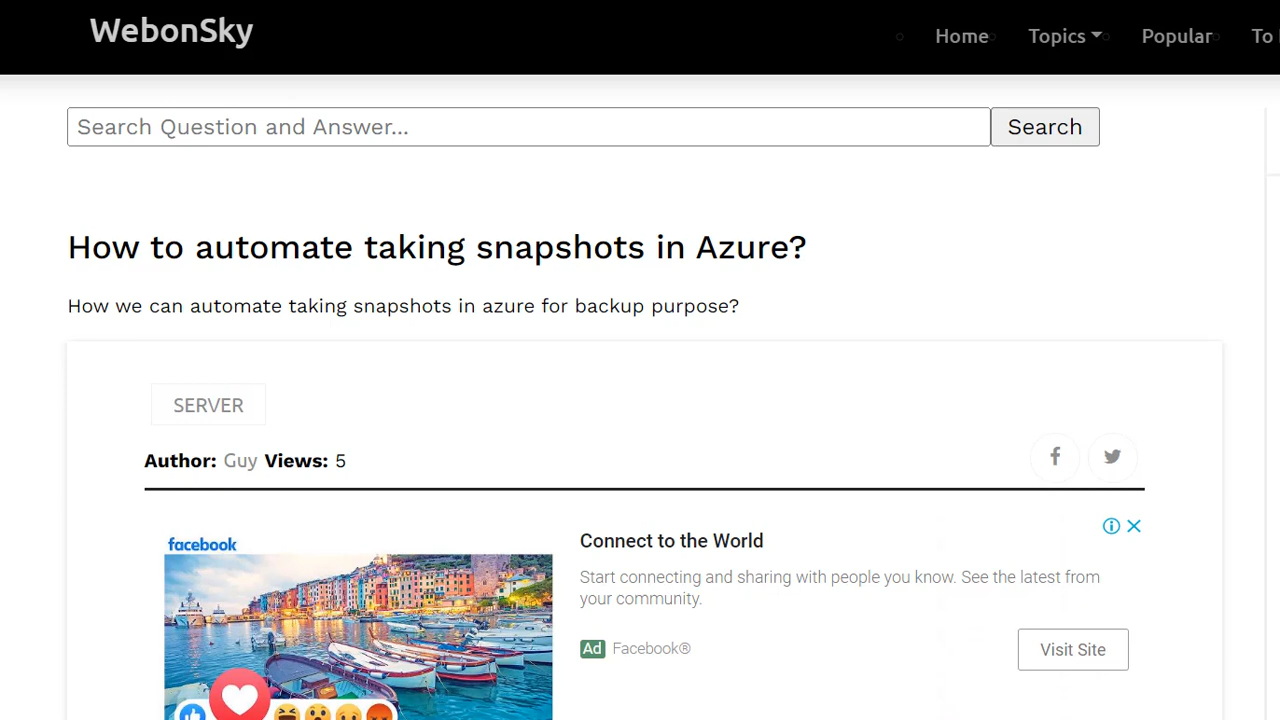 WebonSky
Home Topics Popular To
Search Question and Answer... Search
How to automate taking snapshots in Azure?
How we can automate taking snapshots in azure for backup purpose?
SERVER
Author: Guy Views: 5
facebook
Connect to the World
Start connecting and sharing with people you know. See the latest from
your community.
Ad Facebook®
Visit Site